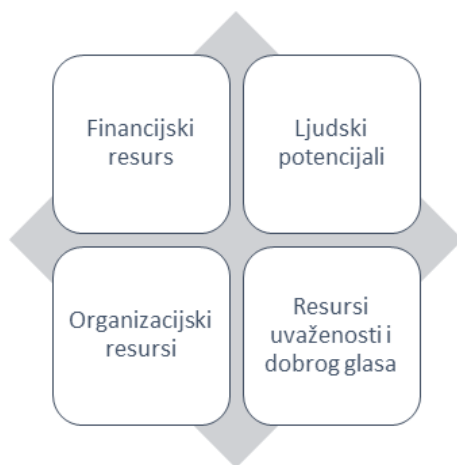 Financijski
resurs
Ljudski
potencijali
Organizacijski
resursi
Resursi
uvaženosti i
dobrog glasa